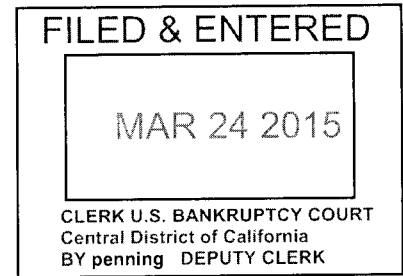 FILED & ENTERED
MAR 24 2015
CLERK U.S. BANKRUPTCY COURT
Central District of California
BY penning DEPUTY CLERK